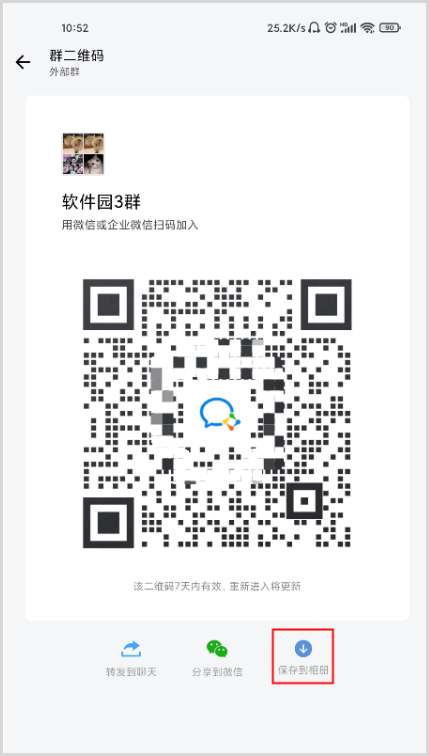 10:52
25.2K/s
HD
90
群二维码
外部群
软件园3群
用微信或企业微信扫码加入
该二维码7天内有效，重新进入将更新
转发到聊天
分享到微信
保存到相册